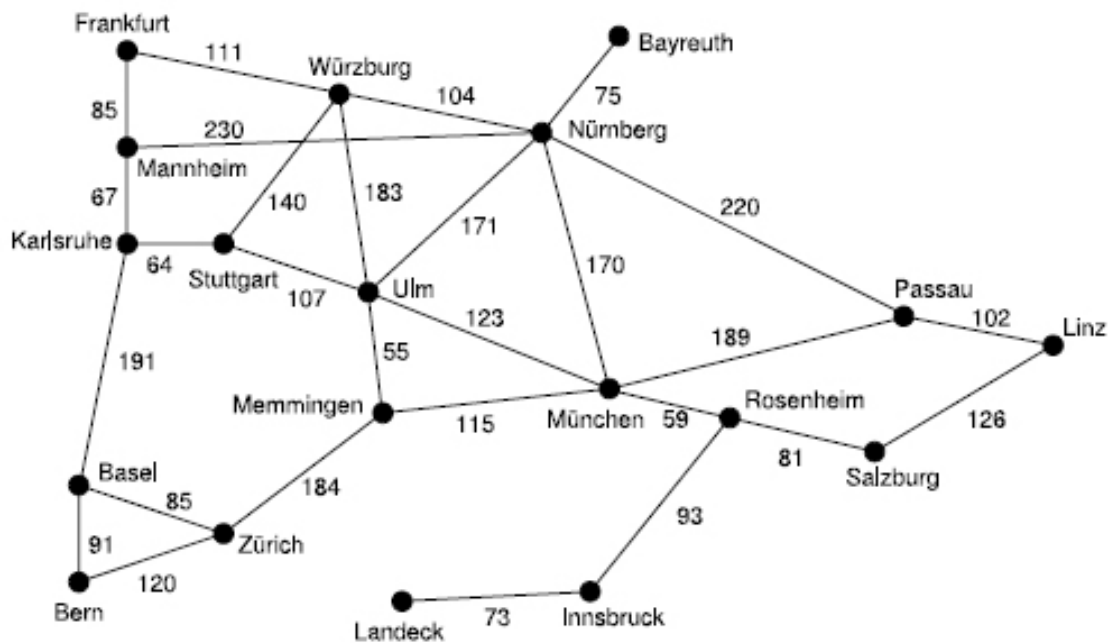 Frankfurt
111
Würzburg
Bayreuth
85
104
75
230
Nürnberg
Mannheim
67
140
183
171
220
Karlsruhe
64
Stuttgart
170
107
Ulm
Passau
102
Linz
123
189
191
55
Memmingen
115
München
59
Rosenheim
126
81
Salzburg
Basel
85
184
93
91
Zürich
120
Bern
73
Landeck
Innsbruck